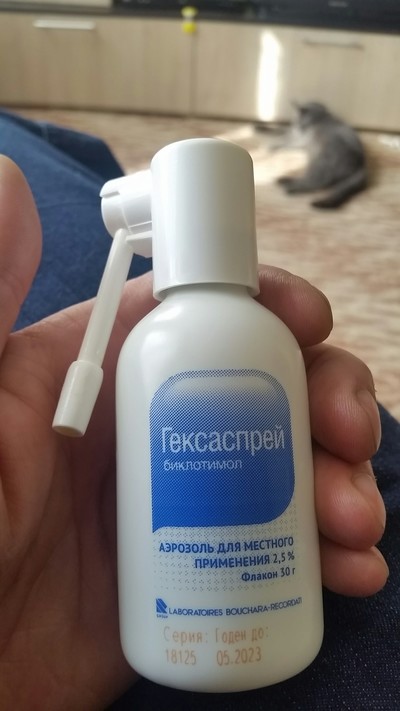 Гексаспрей
биклотимол
АЭРОЗОЛЬ ДЛЯ МЕСТНОГО
ПРИМЕНЕНИЯ 2,5 %
Флакон 30 г
LABORATOIRES BOUCHARA-RECORDATI
Серия: Годен до:
18125 05.2023